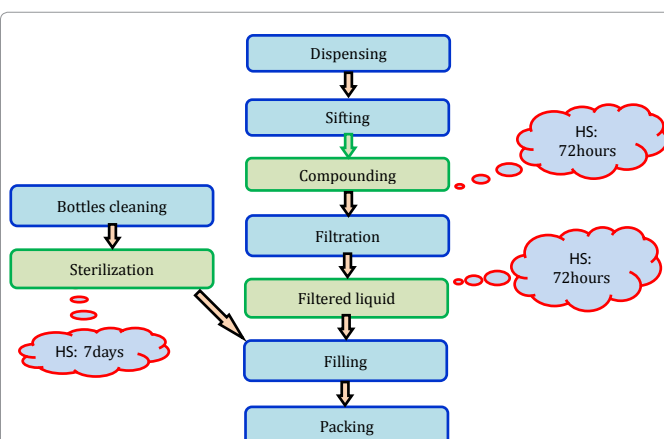 Dispensing
Sifting
HS:
72hours
Compounding
Bottles cleaning
Filtration
HS:
72hours
Sterilization
Filtered liquid
HS: 7days
Filling
Packing